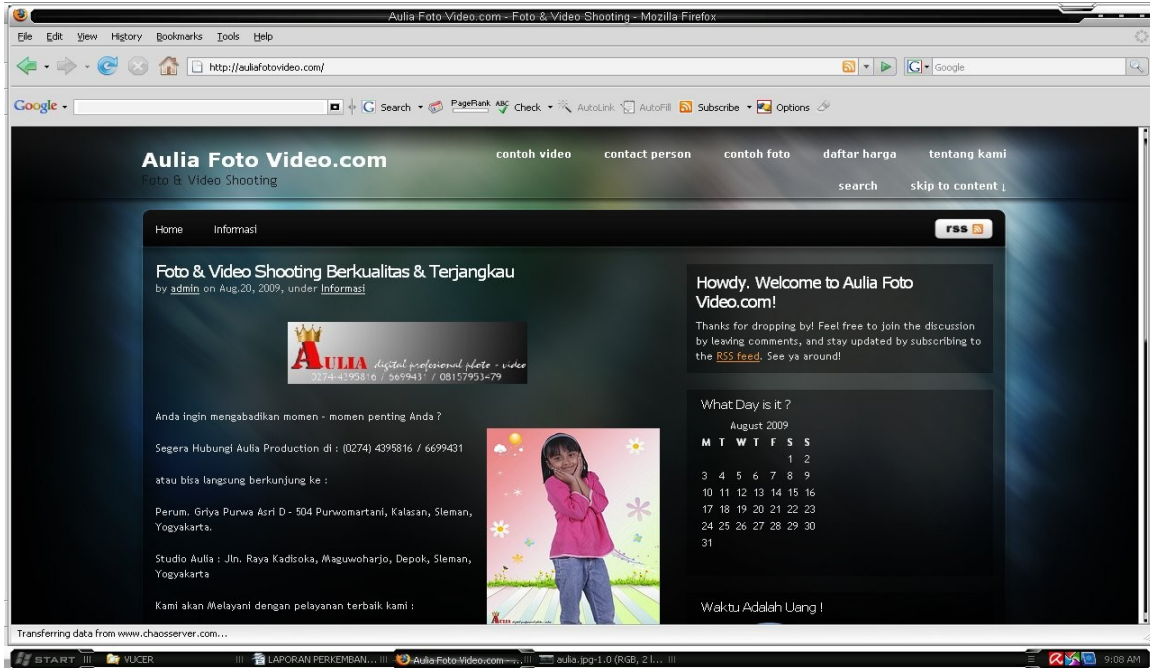 Aulia Foto Video.com - Foto & Video Shooting - Mozilla Firefox
File Edit View History Bookmarks Tools Help
http://auliafotovideo.com/
G Google
Google
G Search PageRank ABC Check AutoLink AutoFill Subscribe Options
Aulia Foto Video.com
Foto & Video Shooting
contoh video contact person contoh foto daftar harga tentang kami
search skip to content ↓
Home Informasi
rss
Foto & Video Shooting Berkualitas & Terjangkau
by admin on Aug.20, 2009, under Informasi
AULIA digital profesional photo - video
0274-4395816 / 6699431 / 08157953479
Anda ingin mengabadikan momen - momen penting Anda ?
Segera Hubungi Aulia Production di : (0274) 4395816 / 6699431
atau bisa langsung berkunjung ke :
Perum. Griya Purwa Asri D - 504 Purwomartani, Kalasan, Sleman,
Yogyakarta.
Studio Aulia : Jln. Raya Kadisoka, Maguwoharjo, Depok, Sleman,
Yogyakarta
Kami akan Melayani dengan pelayanan terbaik kami :
Howdy. Welcome to Aulia Foto
Video.com!
Thanks for dropping by! Feel free to join the discussion
by leaving comments, and stay updated by subscribing to
the RSS feed. See ya around!
What Day is it ?
August 2009
M T W T F S S
1 2
3 4 5 6 7 8 9
10 11 12 13 14 15 16
17 18 19 20 21 22 23
24 25 26 27 28 29 30
31
Waktu Adalah Uang !
Transferring data from www.chaosserver.com...
START VUCER LAPORAN PERKEMBAN... Aulia Foto Video.com -... aulia.jpg-1.0 (RGB, 2 l... 9:08 AM